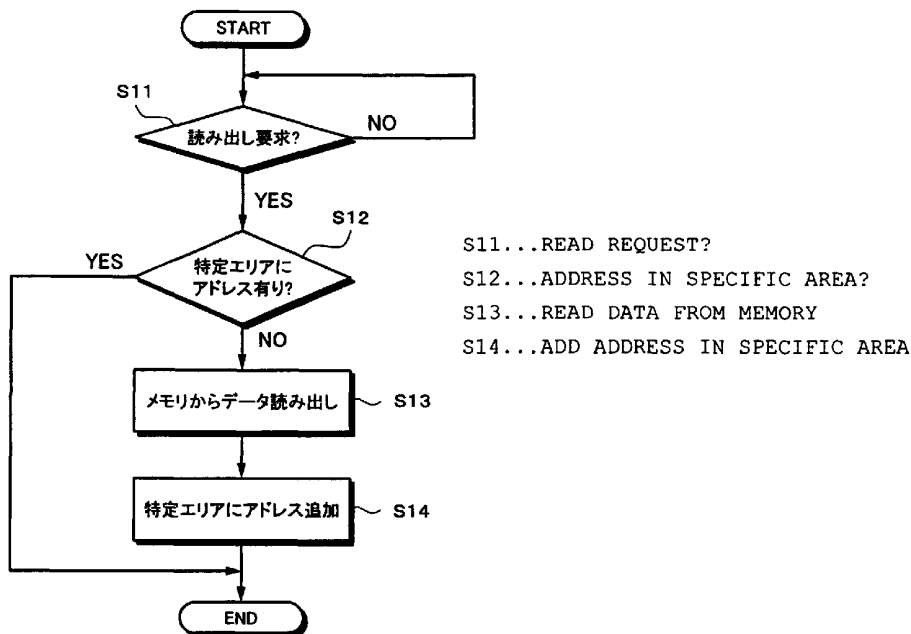 START
S11
読み出し要求?
NO
YES
S12
YES
特定エリアに
アドレス有り?
NO
メモリからデータ読み出し
S13
特定エリアにアドレス追加
S14
END
S11...READ REQUEST?
S12...ADDRESS IN SPECIFIC AREA?
S13...READ DATA FROM MEMORY
S14...ADD ADDRESS IN SPECIFIC AREA